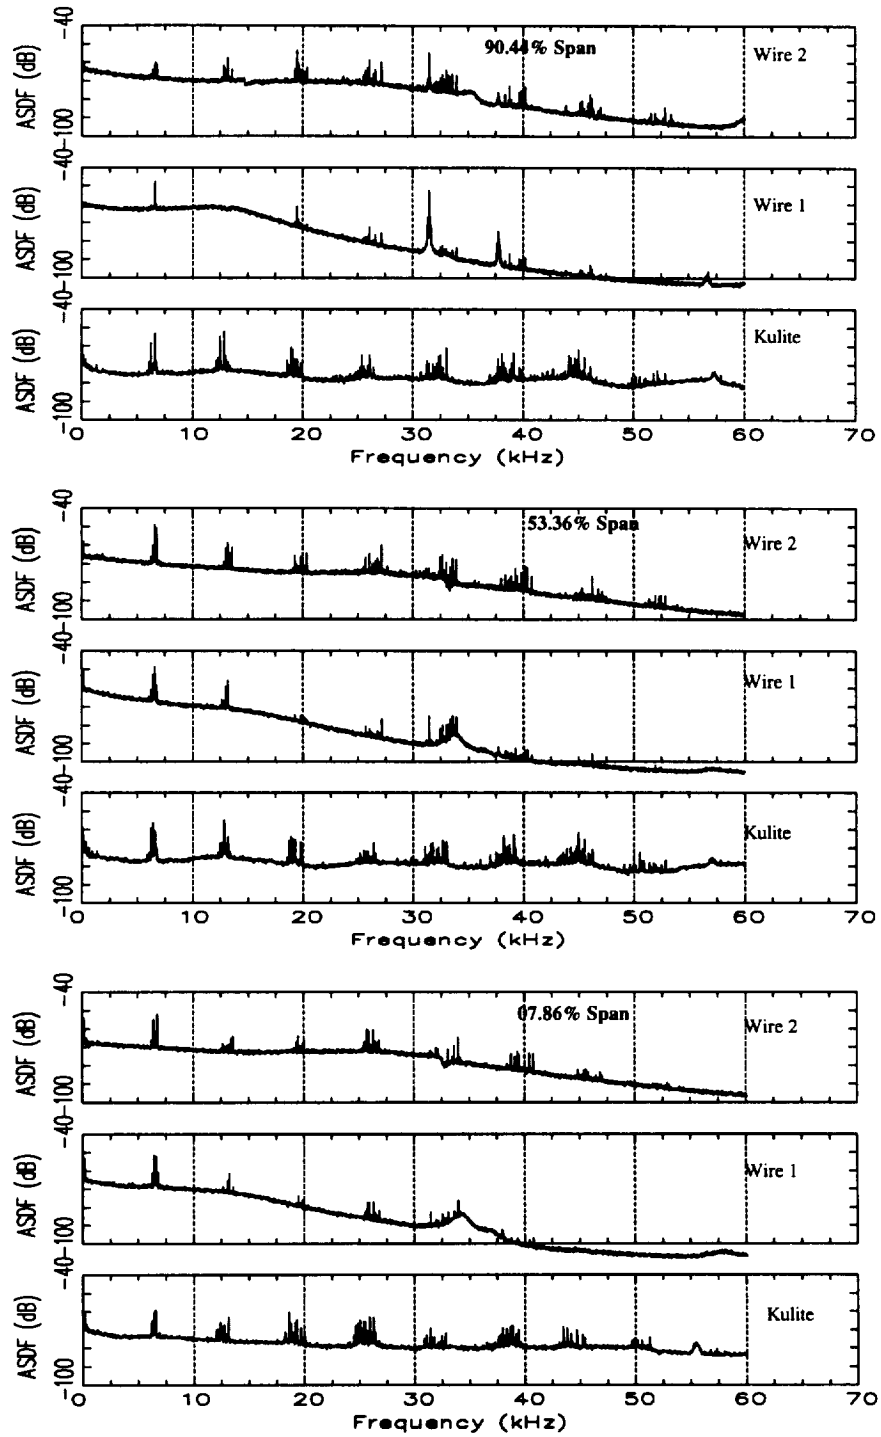 -40
90.44% Span
Wire 2
ASDF (dB)
-100
-40
Wire 1
ASDF (dB)
-100
-40
Kulite
ASDF (dB)
-100
0 10 20 30 40 50 60 70
Frequency (kHz)
-40
53.36% Span
Wire 2
ASDF (dB)
-100
-40
Wire 1
ASDF (dB)
-100
-40
Kulite
ASDF (dB)
-100
0 10 20 30 40 50 60 70
Frequency (kHz)
-40
07.86% Span
Wire 2
ASDF (dB)
-100
-40
Wire 1
ASDF (dB)
-100
-40
Kulite
ASDF (dB)
-100
0 10 20 30 40 50 60 70
Frequency (kHz)